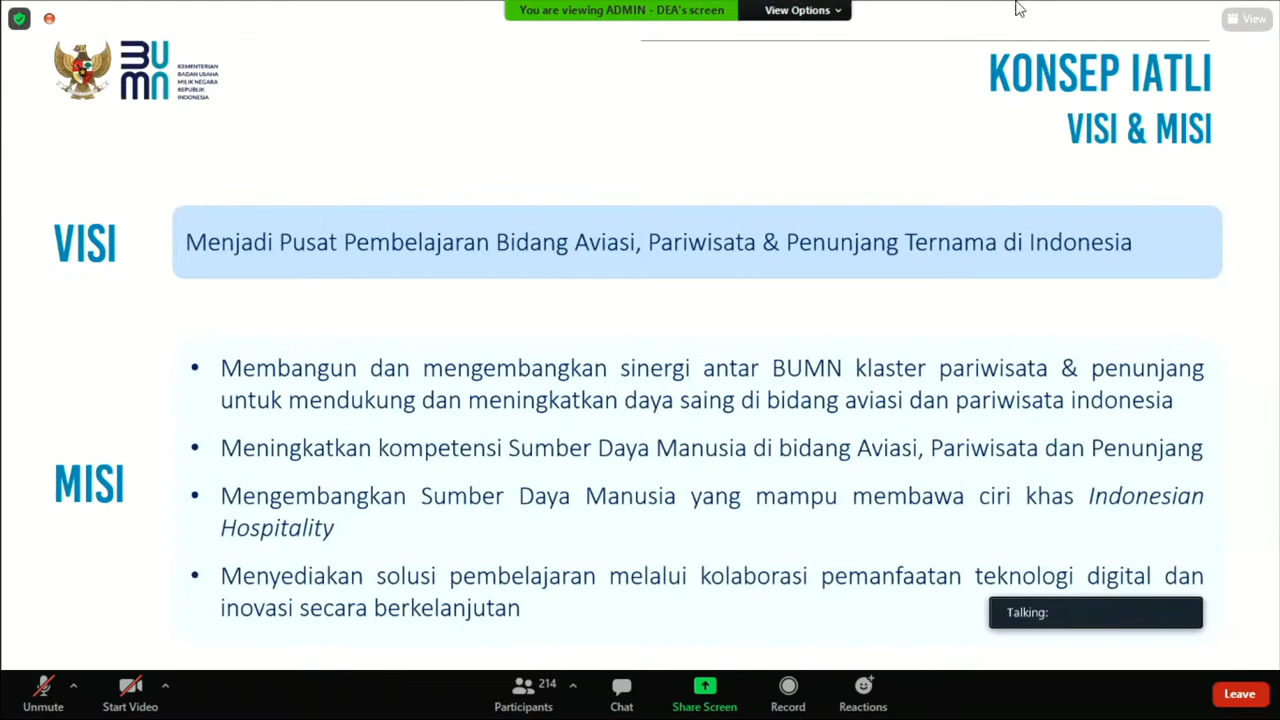 You are viewing ADMIN - DEA's screen
View Options
View
BUMN
KEMENTERIAN
BADAN USAHA
MILIK NEGARA
REPUBLIK
INDONESIA
KONSEP IATLI
VISI & MISI
VISI
Menjadi Pusat Pembelajaran Bidang Aviasi, Pariwisata & Penunjang Ternama di Indonesia
MISI
• Membangun dan mengembangkan sinergi antar BUMN klaster pariwisata & penunjang
untuk mendukung dan meningkatkan daya saing di bidang aviasi dan pariwisata indonesia
• Meningkatkan kompetensi Sumber Daya Manusia di bidang Aviasi, Pariwisata dan Penunjang
• Mengembangkan Sumber Daya Manusia yang mampu membawa ciri khas Indonesian
Hospitality
• Menyediakan solusi pembelajaran melalui kolaborasi pemanfaatan teknologi digital dan
inovasi secara berkelanjutan
Talking:
Unmute
Start Video
214
Participants
Chat
Share Screen
Record
Reactions
Leave